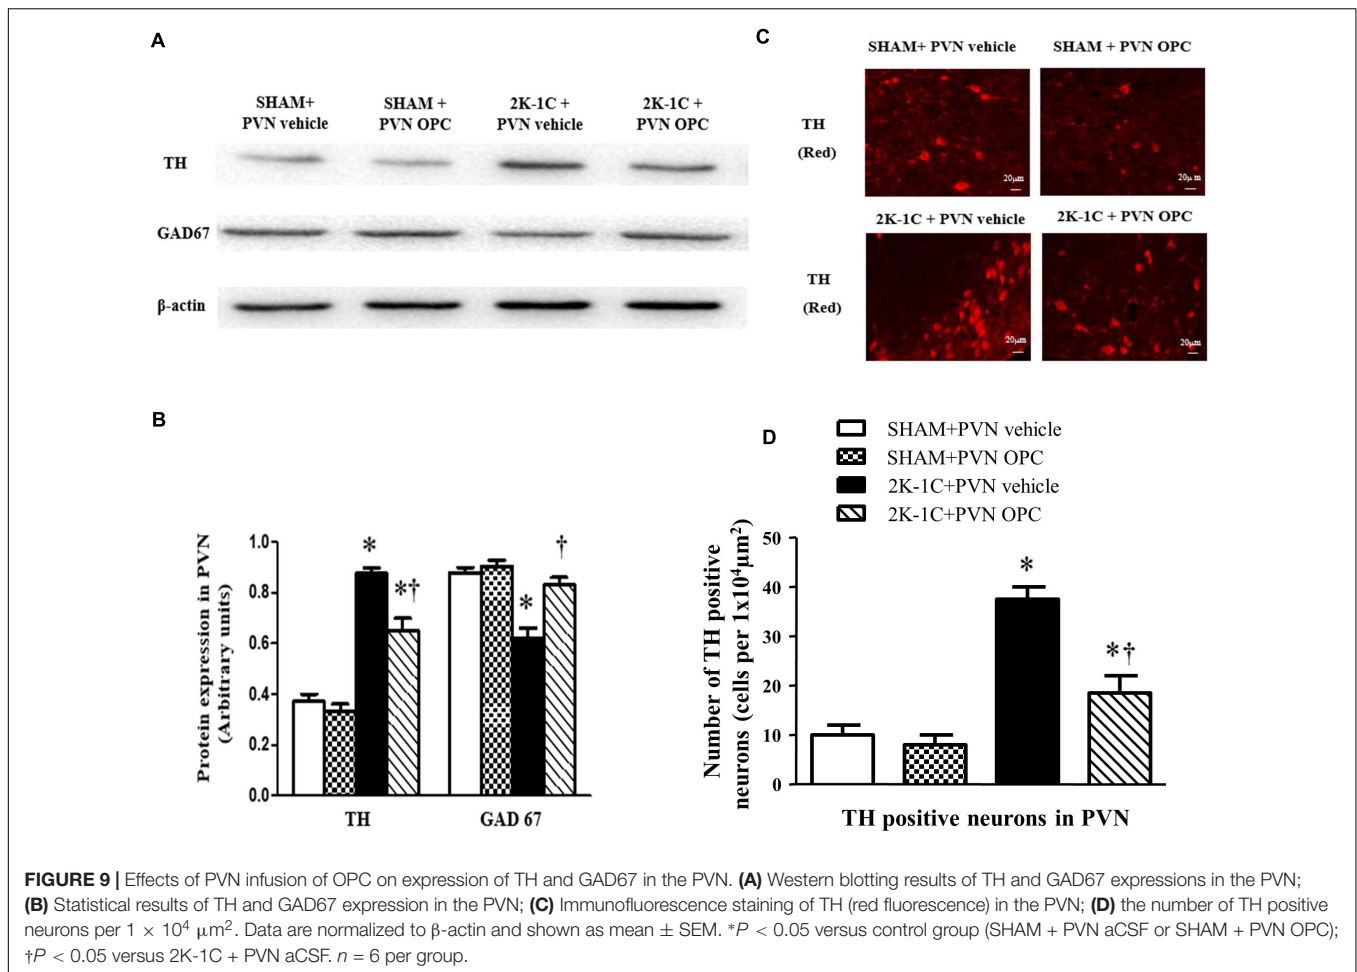 A
SHAM+ PVN vehicle
SHAM + PVN OPC
2K-1C + PVN vehicle
2K-1C + PVN OPC
TH
GAD67
β-actin
C
SHAM+ PVN vehicle
SHAM + PVN OPC
TH
(Red)
20μm
20μm
2K-1C + PVN vehicle
2K-1C + PVN OPC
TH
(Red)
20μm
20μm
B
Protein expression in PVN
(Arbitrary units)
1.0
0.8
0.6
0.4
0.2
0.0
*
*†
*
†
TH
GAD 67
D
SHAM+PVN vehicle
SHAM+PVN OPC
2K-1C+PVN vehicle
2K-1C+PVN OPC
Number of TH positive
neurons (cells per 1x10⁴μm²)
50
40
30
20
10
0
*
*†
TH positive neurons in PVN
FIGURE 9 | Effects of PVN infusion of OPC on expression of TH and GAD67 in the PVN. (A) Western blotting results of TH and GAD67 expressions in the PVN;
(B) Statistical results of TH and GAD67 expression in the PVN; (C) Immunofluorescence staining of TH (red fluorescence) in the PVN; (D) the number of TH positive
neurons per 1 × 10⁴ μm². Data are normalized to β-actin and shown as mean ± SEM. *P < 0.05 versus control group (SHAM + PVN aCSF or SHAM + PVN OPC);
†P < 0.05 versus 2K-1C + PVN aCSF. n = 6 per group.